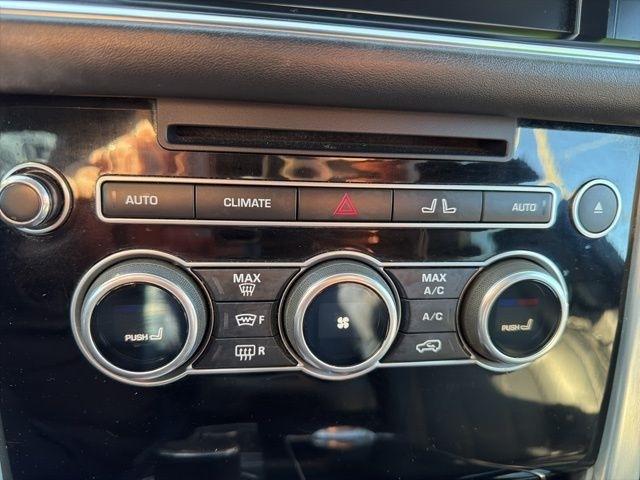 AUTO CLIMATE AUTO
MAX MAX
A/C
PUSH F A/C PUSH
R